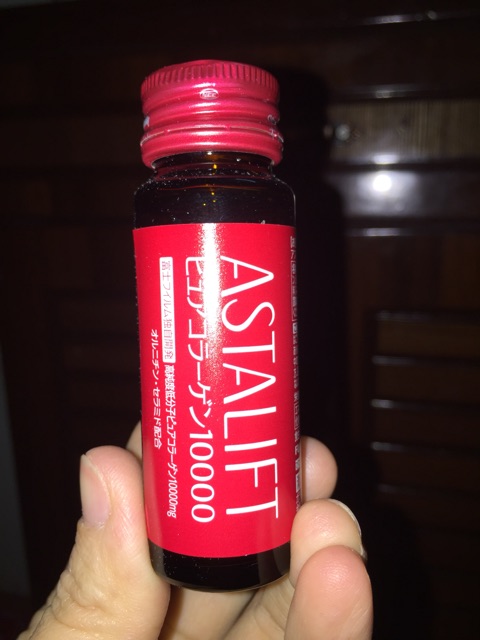 ASTALIFT
ピュアコラーゲン10000
富士フイルム独自開発 高純度低分子ピュアコラーゲン10000mg
オルニチン・セラミド配合